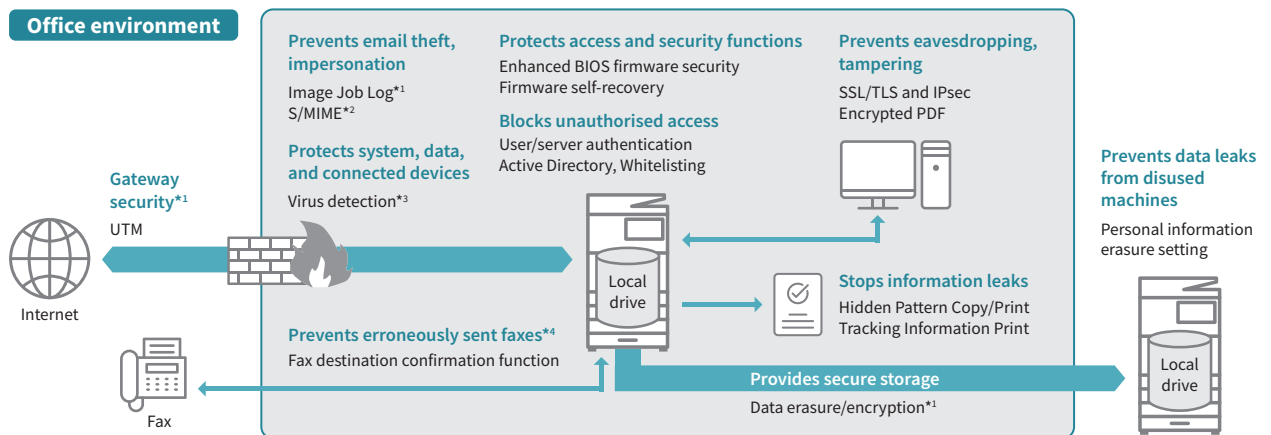 Office environment
Prevents email theft,
impersonation
Image Job Log*1
S/MIME*2
Protects system, data,
and connected devices
Virus detection*3
Protects access and security functions
Enhanced BIOS firmware security
Firmware self-recovery
Blocks unauthorised access
User/server authentication
Active Directory, Whitelisting
Prevents eavesdropping,
tampering
SSL/TLS and IPsec
Encrypted PDF
Gateway
security*1
UTM
Internet
Local
drive
Stops information leaks
Hidden Pattern Copy/Print
Tracking Information Print
Prevents data leaks
from disused
machines
Personal information
erasure setting
Local
drive
Prevents erroneously sent faxes*4
Fax destination confirmation function
Fax
Provides secure storage
Data erasure/encryption*1